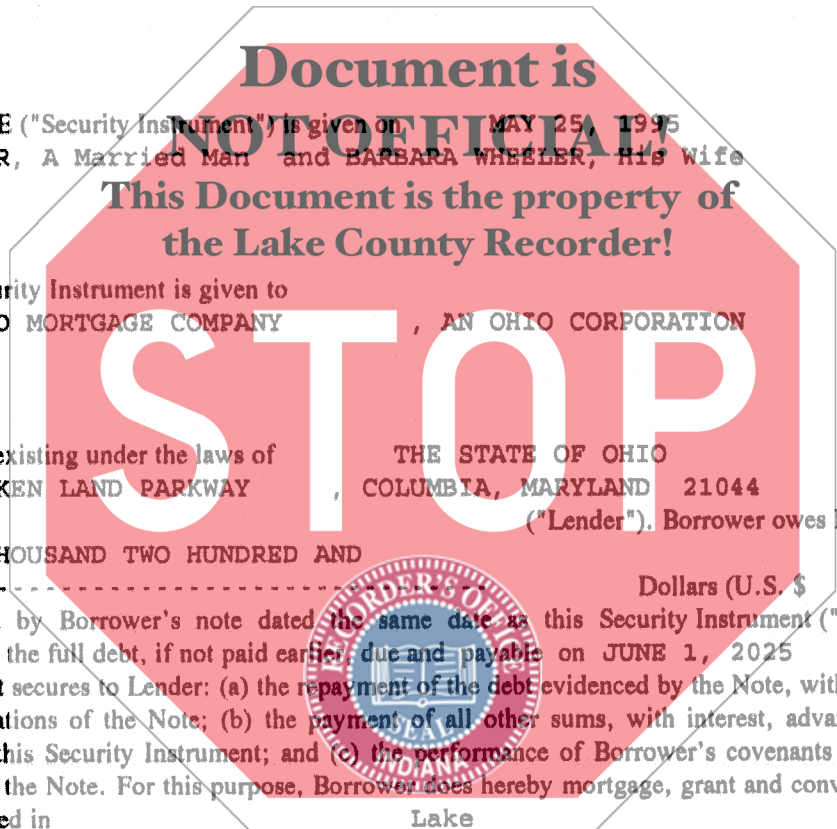 Document is
E ("Security Instrument") is given on MAY 25, 1995
NOT OFFICIAL!
R, A Married Man and BARBARA WHEELER, His Wife
This Document is the property of
the Lake County Recorder!
urity Instrument is given to
O MORTGAGE COMPANY , AN OHIO CORPORATION
STOP
existing under the laws of THE STATE OF OHIO
KEN LAND PARKWAY , COLUMBIA, MARYLAND 21044
("Lender"). Borrower owes
HOUSAND TWO HUNDRED AND
Dollars (U.S. $
by Borrower's note dated the same date as this Security Instrument ("
the full debt, if not paid earlier, due and payable on JUNE 1, 2025
t secures to Lender: (a) the repayment of the debt evidenced by the Note, with
ations of the Note; (b) the payment of all other sums, with interest, adva
this Security Instrument; and (c) the performance of Borrower's covenants
the Note. For this purpose, Borrower does hereby mortgage, grant and conv
ed in Lake
RECORDER'S OFFICE
SEAL
INDIANA